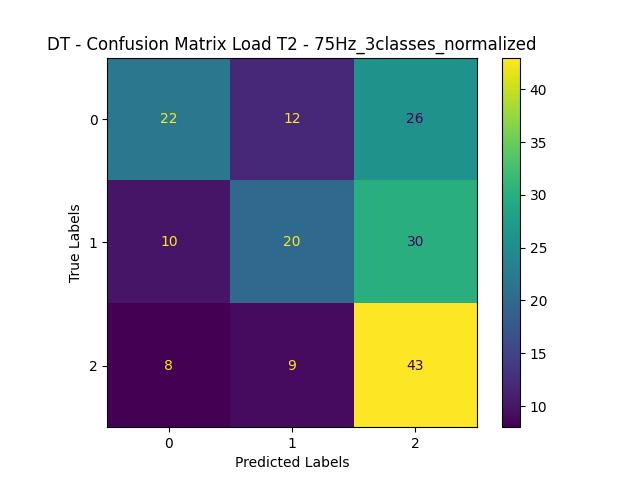 DT - Confusion Matrix Load T2 - 75Hz_3classes_normalized
0 22 12 26
1 10 20 30
2 8 9 43
0 1 2
Predicted Labels
True Labels
40
35
30
25
20
15
10